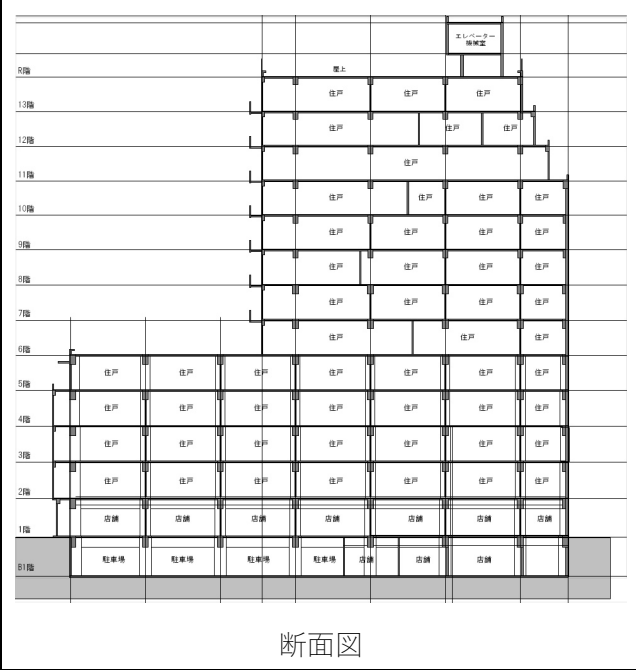 エレベーター
機械室
R階 屋上
住戸 住戸 住戸
13階
住戸 住戸 住戸
12階
住戸
11階
住戸 住戸 住戸 住戸
10階
住戸 住戸 住戸 住戸
9階
住戸 住戸 住戸 住戸
8階
住戸 住戸 住戸 住戸
7階
住戸 住戸 住戸
6階
住戸 住戸 住戸 住戸 住戸 住戸 住戸
5階
住戸 住戸 住戸 住戸 住戸 住戸 住戸
4階
住戸 住戸 住戸 住戸 住戸 住戸 住戸
3階
住戸 住戸 住戸 住戸 住戸 住戸 住戸
2階
店舗 店舗 店舗 店舗 店舗 店舗 店舗
1階
駐車場 駐車場 駐車場 駐車場 店舗 店舗 店舗
B1階
断面図